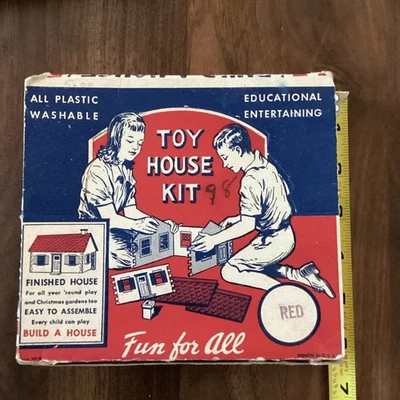 ALL PLASTIC
WASHABLE
EDUCATIONAL
ENTERTAINING
TOY
HOUSE
KIT
98
FINISHED HOUSE
For all year 'round play
and Christmas gardens too
EASY TO ASSEMBLE
Every child can play
BUILD A HOUSE
RED
Fun for All
7